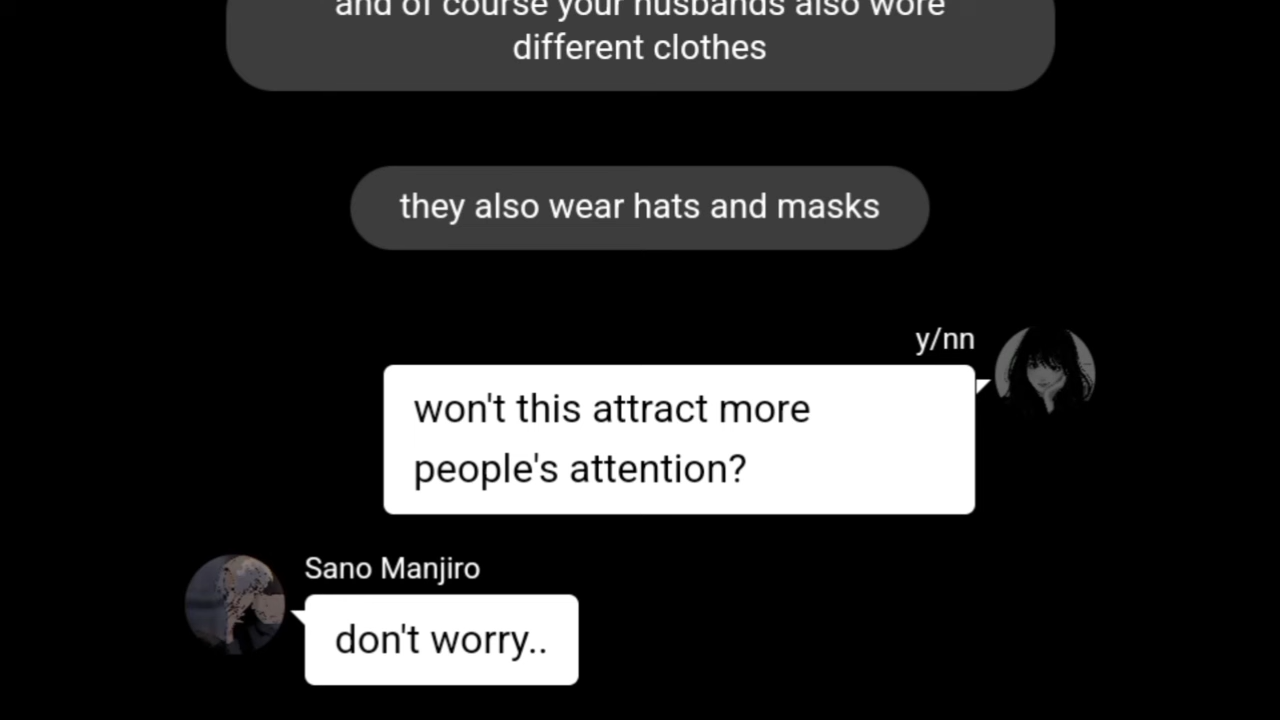 and of course your husbands also wore
different clothes
they also wear hats and masks
y/nn
won't this attract more
people's attention?
Sano Manjiro
don't worry..